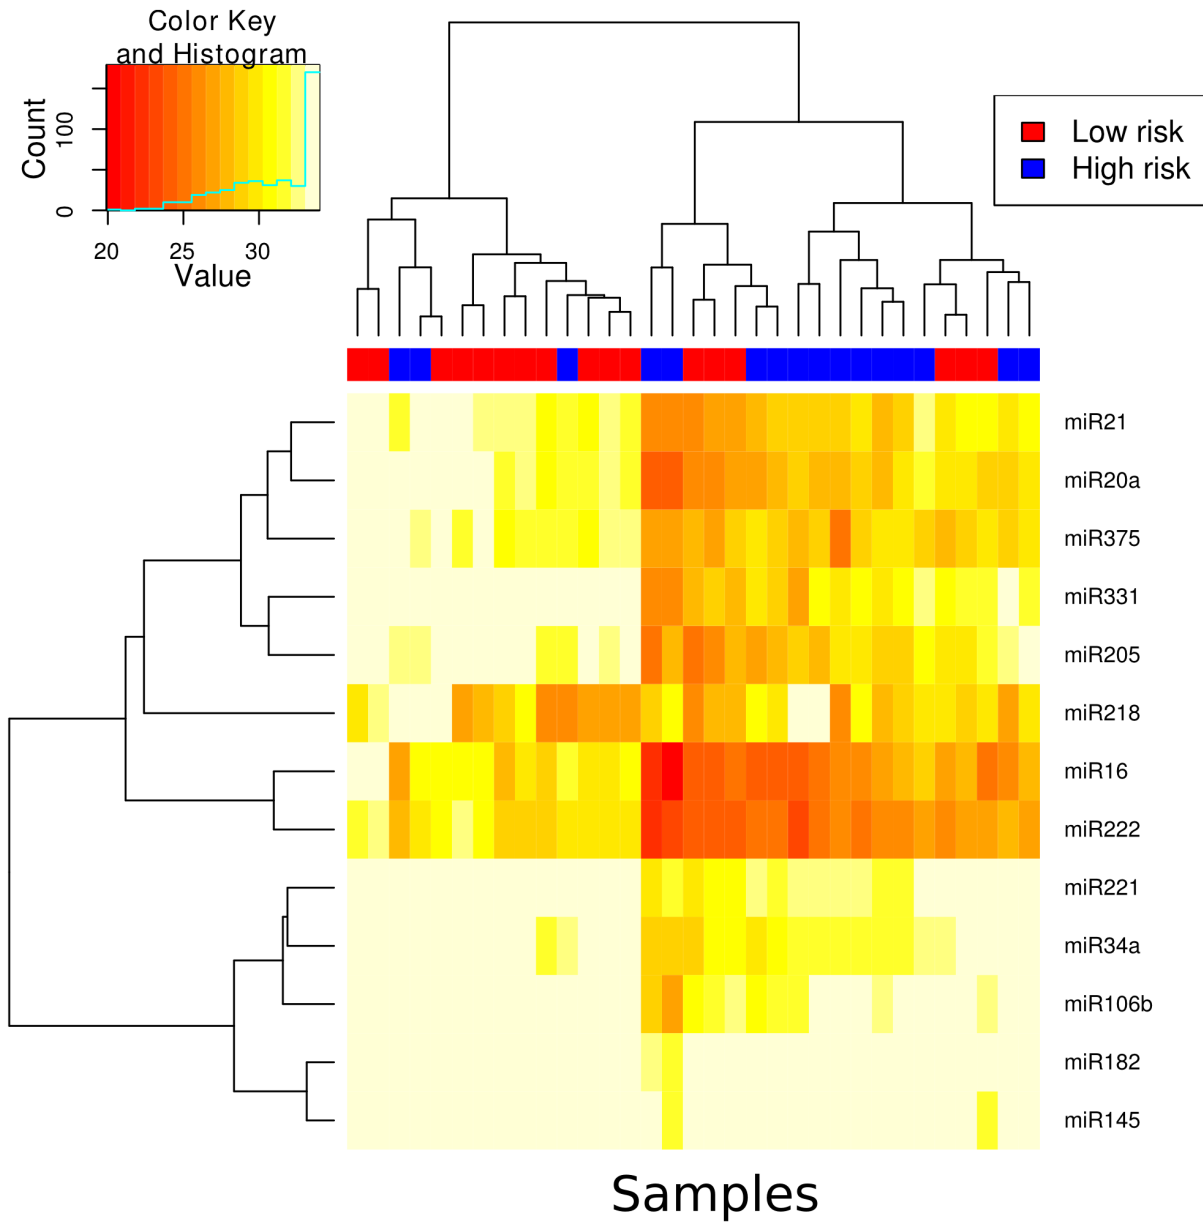 Color Key
and Histogram
Count
0
100
20
25
30
Value
Low risk
High risk
miR21
miR20a
miR375
miR331
miR205
miR218
miR16
miR222
miR221
miR34a
miR106b
miR182
miR145
Samples